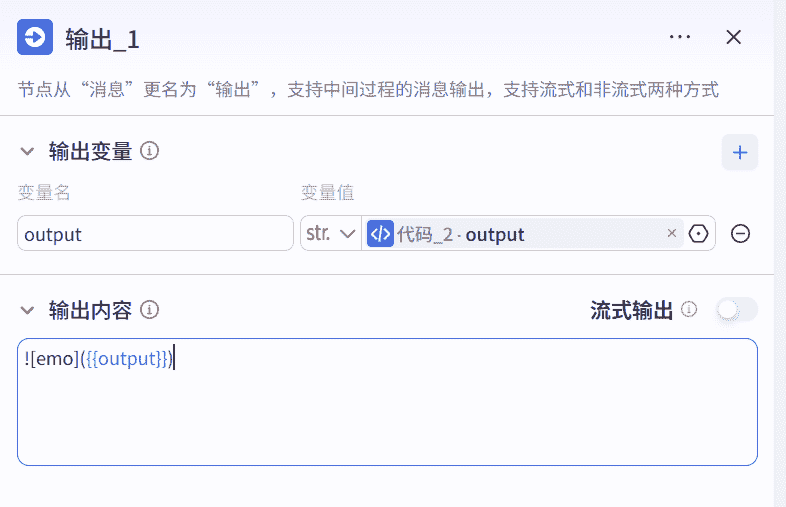 输出_1
节点从“消息”更名为“输出”，支持中间过程的消息输出，支持流式和非流式两种方式
输出变量
变量名 变量值
output str. 代码_2 · output
输出内容 流式输出
![emo]({{output}})